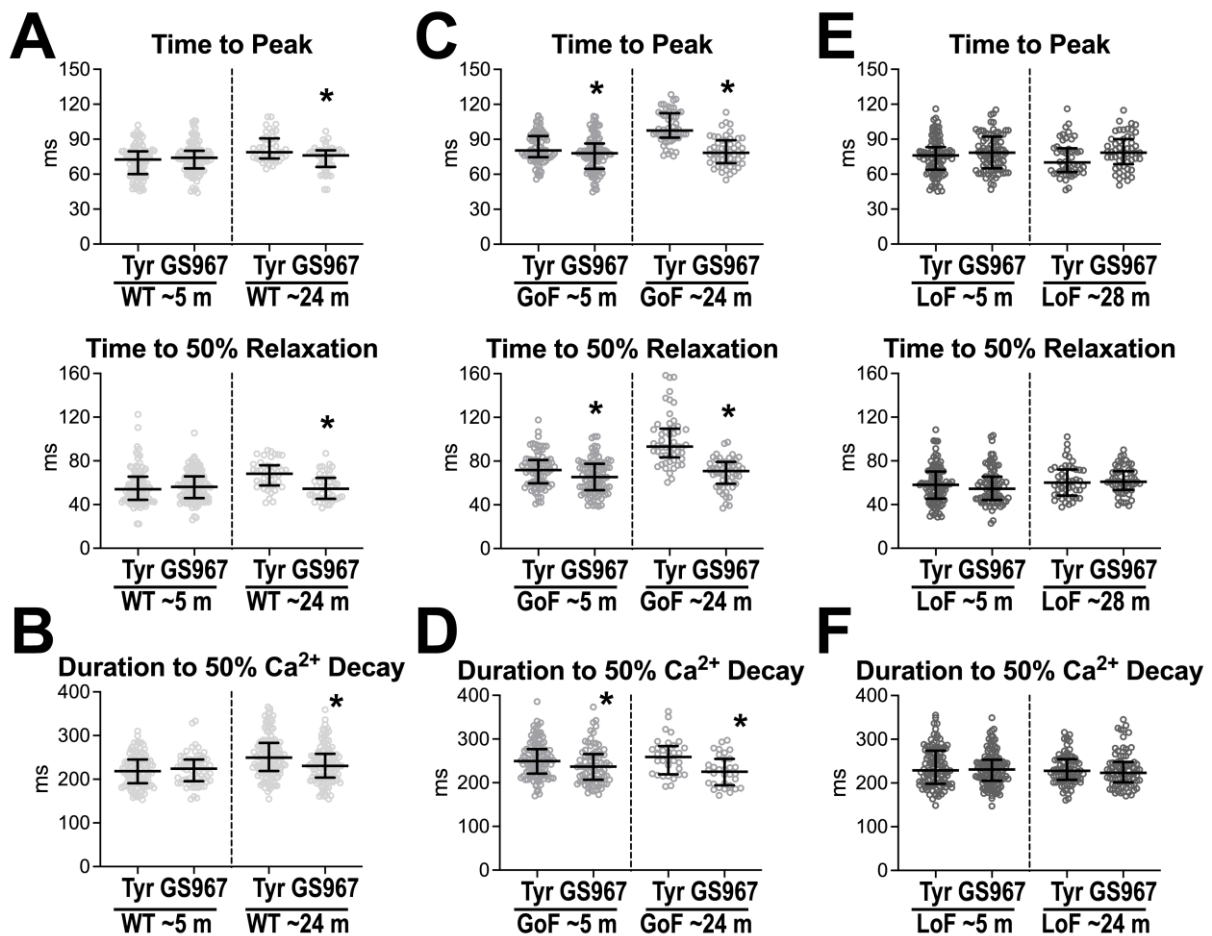 A
Time to Peak
150
120
90
60
30
0
ms
*
Tyr GS967 Tyr GS967
WT ~5 m WT ~24 m
Time to 50% Relaxation
160
120
80
40
0
ms
*
Tyr GS967 Tyr GS967
WT ~5 m WT ~24 m
B
Duration to 50% Ca²⁺ Decay
400
300
200
100
0
ms
*
Tyr GS967 Tyr GS967
WT ~5 m WT ~24 m
C
Time to Peak
150
120
90
60
30
0
ms
* *
Tyr GS967 Tyr GS967
GoF ~5 m GoF ~24 m
Time to 50% Relaxation
160
120
80
40
0
ms
* *
Tyr GS967 Tyr GS967
GoF ~5 m GoF ~24 m
D
Duration to 50% Ca²⁺ Decay
400
300
200
100
0
ms
* *
Tyr GS967 Tyr GS967
GoF ~5 m GoF ~24 m
E
Time to Peak
150
120
90
60
30
0
ms
Tyr GS967 Tyr GS967
LoF ~5 m LoF ~28 m
Time to 50% Relaxation
160
120
80
40
0
ms
Tyr GS967 Tyr GS967
LoF ~5 m LoF ~28 m
F
Duration to 50% Ca²⁺ Decay
400
300
200
100
0
ms
Tyr GS967 Tyr GS967
LoF ~5 m LoF ~24 m